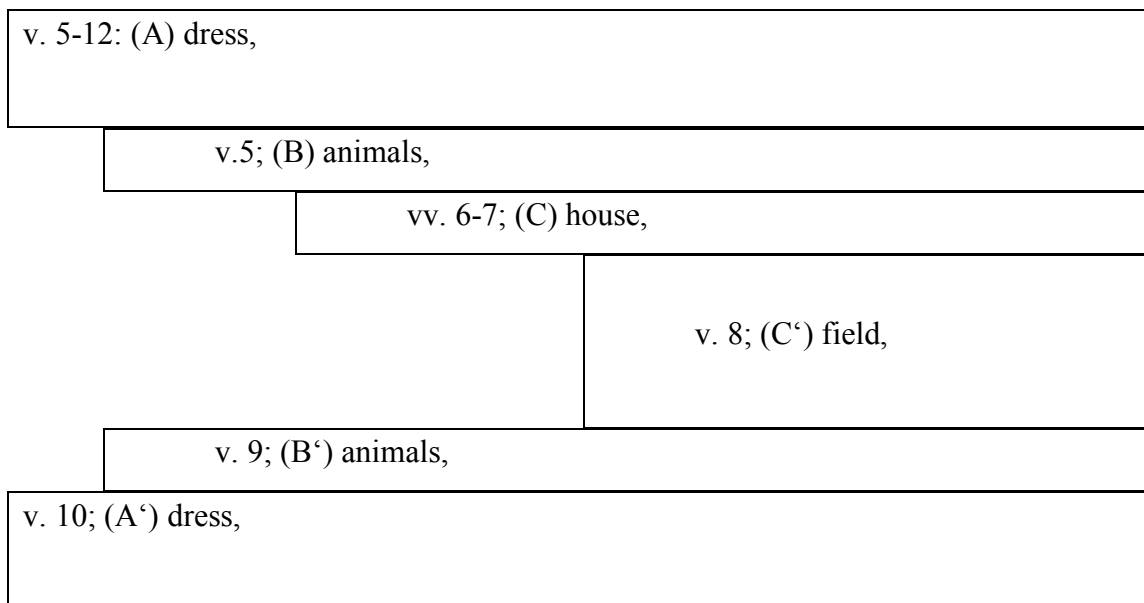 v. 5-12: (A) dress,
v.5; (B) animals,
vv. 6-7; (C) house,
v. 8; (C‘) field,
v. 9; (B‘) animals,
v. 10; (A‘) dress,